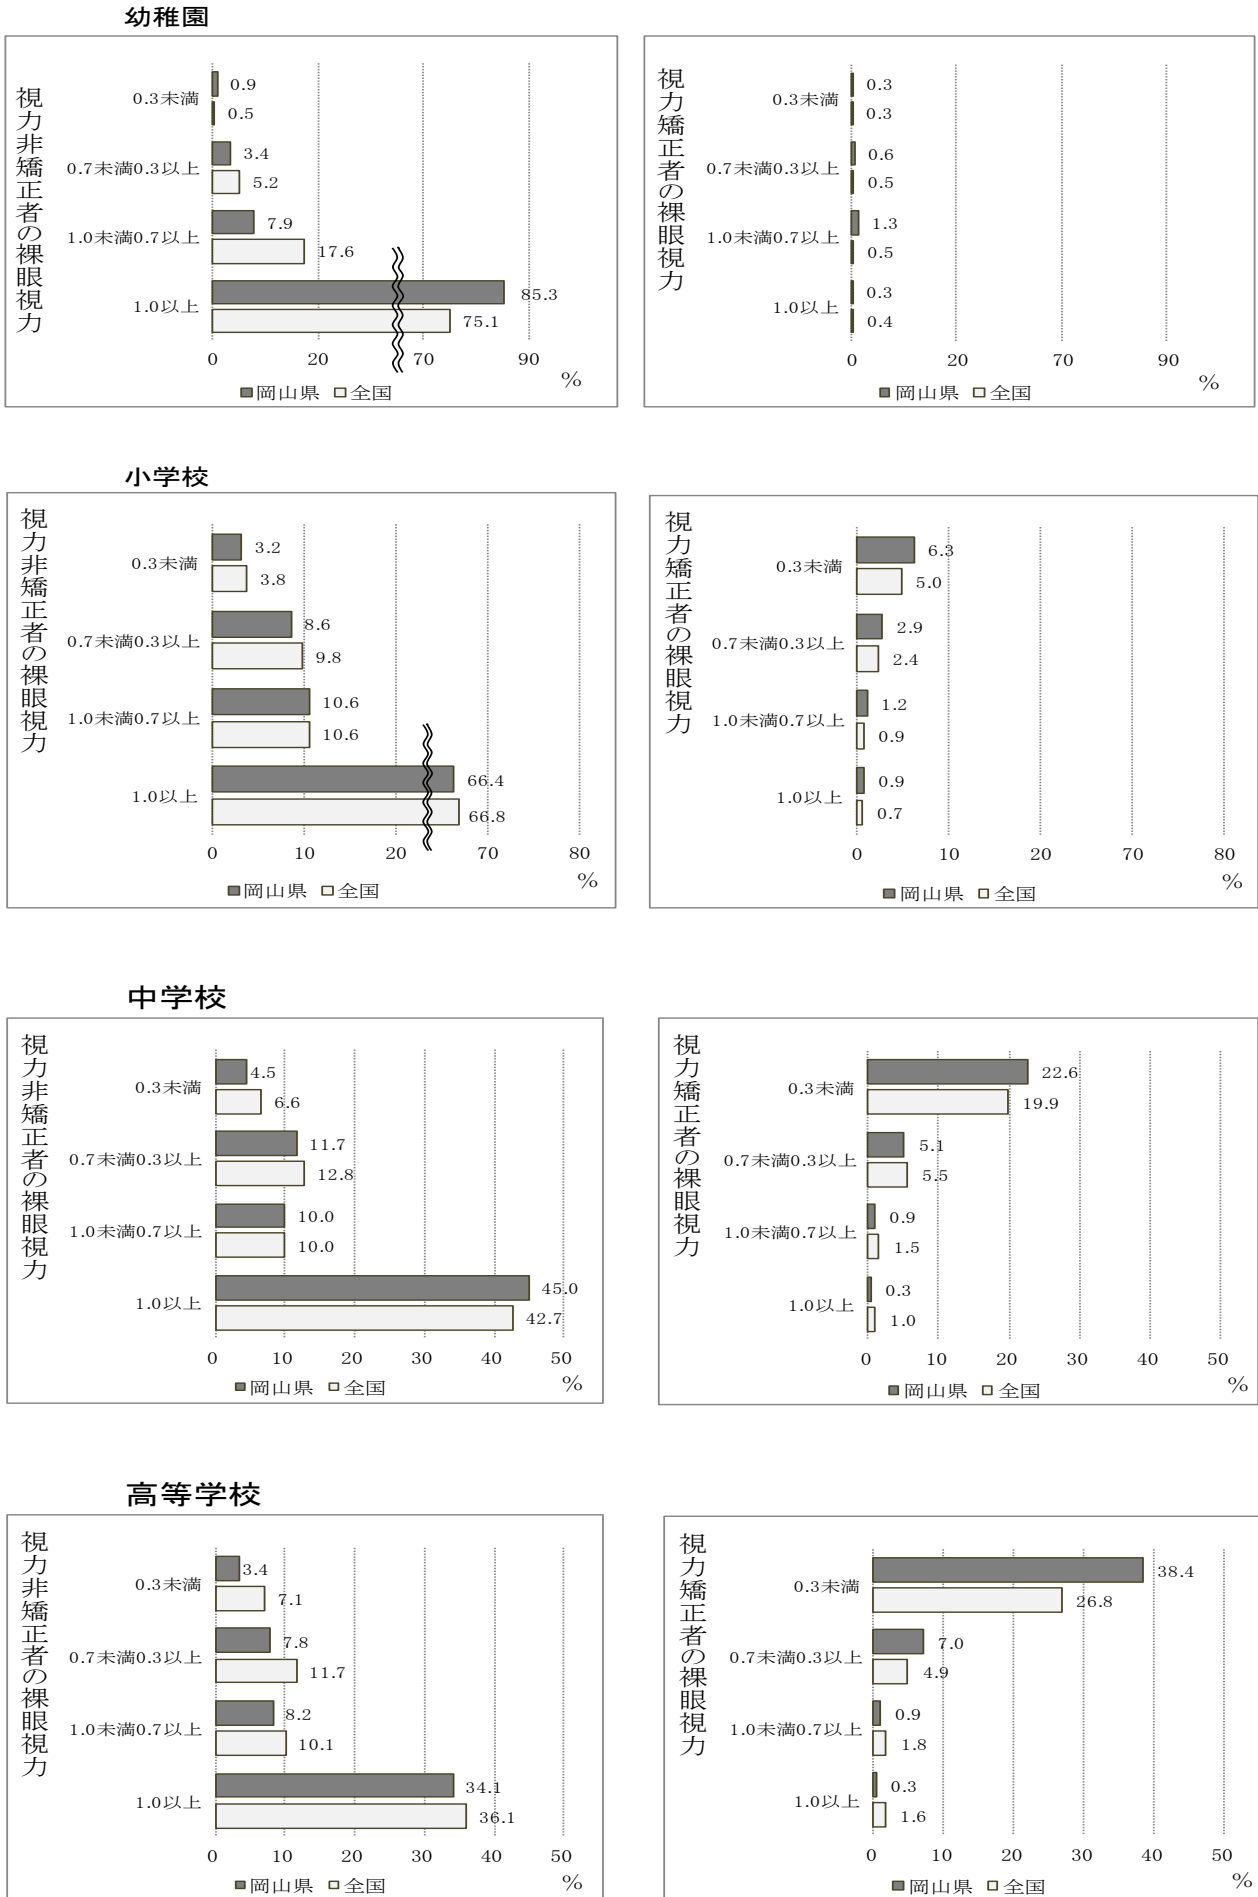 幼稚園
視力非矯正者の裸眼視力
0.3未満
0.9
0.5
0.7未満0.3以上
3.4
5.2
1.0未満0.7以上
7.9
17.6
1.0以上
85.3
75.1
0 20 70 90
%
岡山県 全国
視力矯正者の裸眼視力
0.3未満
0.3
0.3
0.7未満0.3以上
0.6
0.5
1.0未満0.7以上
1.3
0.5
1.0以上
0.3
0.4
0 20 70 90
%
岡山県 全国
小学校
視力非矯正者の裸眼視力
0.3未満
3.2
3.8
0.7未満0.3以上
8.6
9.8
1.0未満0.7以上
10.6
10.6
1.0以上
66.4
66.8
0 10 20 70 80
%
岡山県 全国
視力矯正者の裸眼視力
0.3未満
6.3
5.0
0.7未満0.3以上
2.9
2.4
1.0未満0.7以上
1.2
0.9
1.0以上
0.9
0.7
0 10 20 70 80
%
岡山県 全国
中学校
視力非矯正者の裸眼視力
0.3未満
4.5
6.6
0.7未満0.3以上
11.7
12.8
1.0未満0.7以上
10.0
10.0
1.0以上
45.0
42.7
0 10 20 30 40 50
%
岡山県 全国
視力矯正者の裸眼視力
0.3未満
22.6
19.9
0.7未満0.3以上
5.1
5.5
1.0未満0.7以上
0.9
1.5
1.0以上
0.3
1.0
0 10 20 30 40 50
%
岡山県 全国
高等学校
視力非矯正者の裸眼視力
0.3未満
3.4
7.1
0.7未満0.3以上
7.8
11.7
1.0未満0.7以上
8.2
10.1
1.0以上
34.1
36.1
0 10 20 30 40 50
%
岡山県 全国
視力矯正者の裸眼視力
0.3未満
38.4
26.8
0.7未満0.3以上
7.0
4.9
1.0未満0.7以上
0.9
1.8
1.0以上
0.3
1.6
0 10 20 30 40 50
%
岡山県 全国